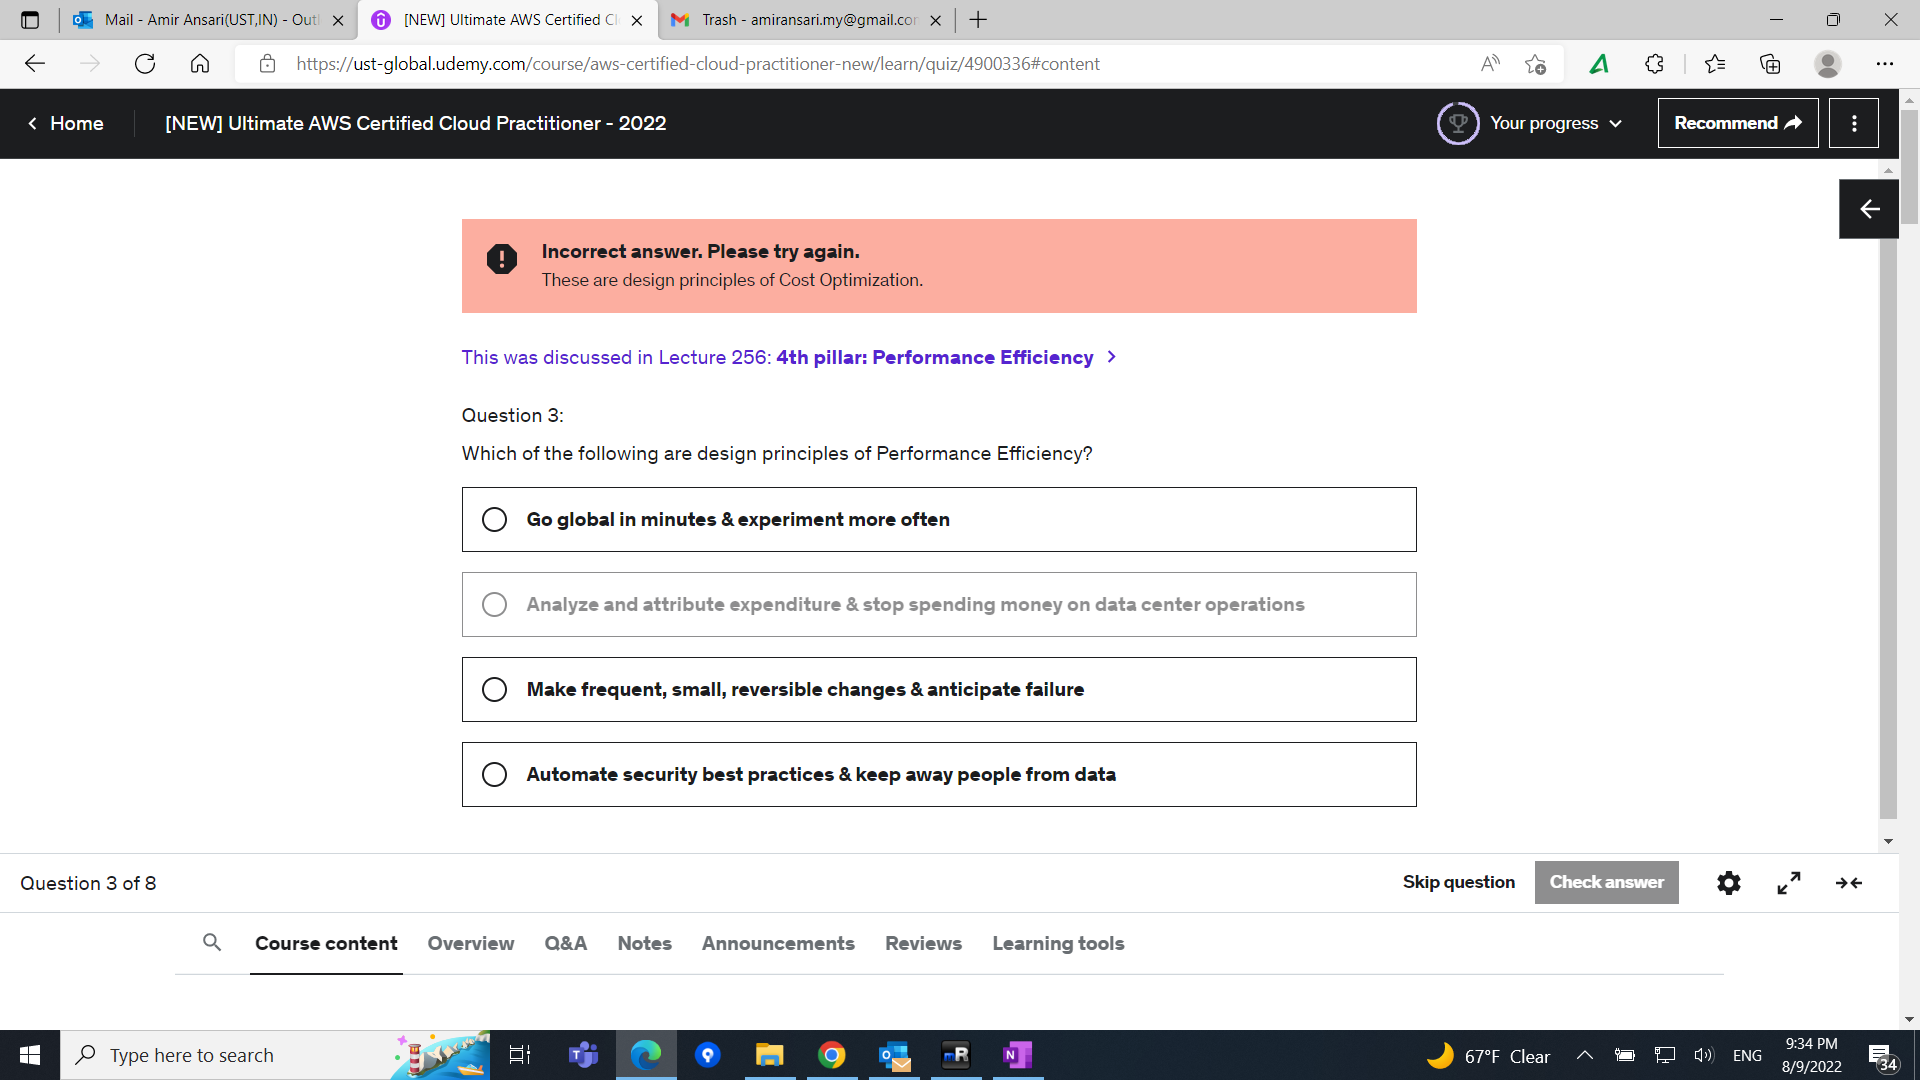 Mail - Amir Ansari(UST,IN) - Outl
[NEW] Ultimate AWS Certified Cl
Trash - amiransari.my@gmail.com
https://ust-global.udemy.com/course/aws-certified-cloud-practitioner-new/learn/quiz/4900336#content
Home
[NEW] Ultimate AWS Certified Cloud Practitioner - 2022
Your progress
Recommend
Incorrect answer. Please try again.
These are design principles of Cost Optimization.
This was discussed in Lecture 256: 4th pillar: Performance Efficiency
Question 3:
Which of the following are design principles of Performance Efficiency?
Go global in minutes & experiment more often
Analyze and attribute expenditure & stop spending money on data center operations
Make frequent, small, reversible changes & anticipate failure
Automate security best practices & keep away people from data
Question 3 of 8
Skip question
Check answer
Course content
Overview
Q&A
Notes
Announcements
Reviews
Learning tools
Type here to search
67°F Clear
ENG
9:34 PM
8/9/2022
34